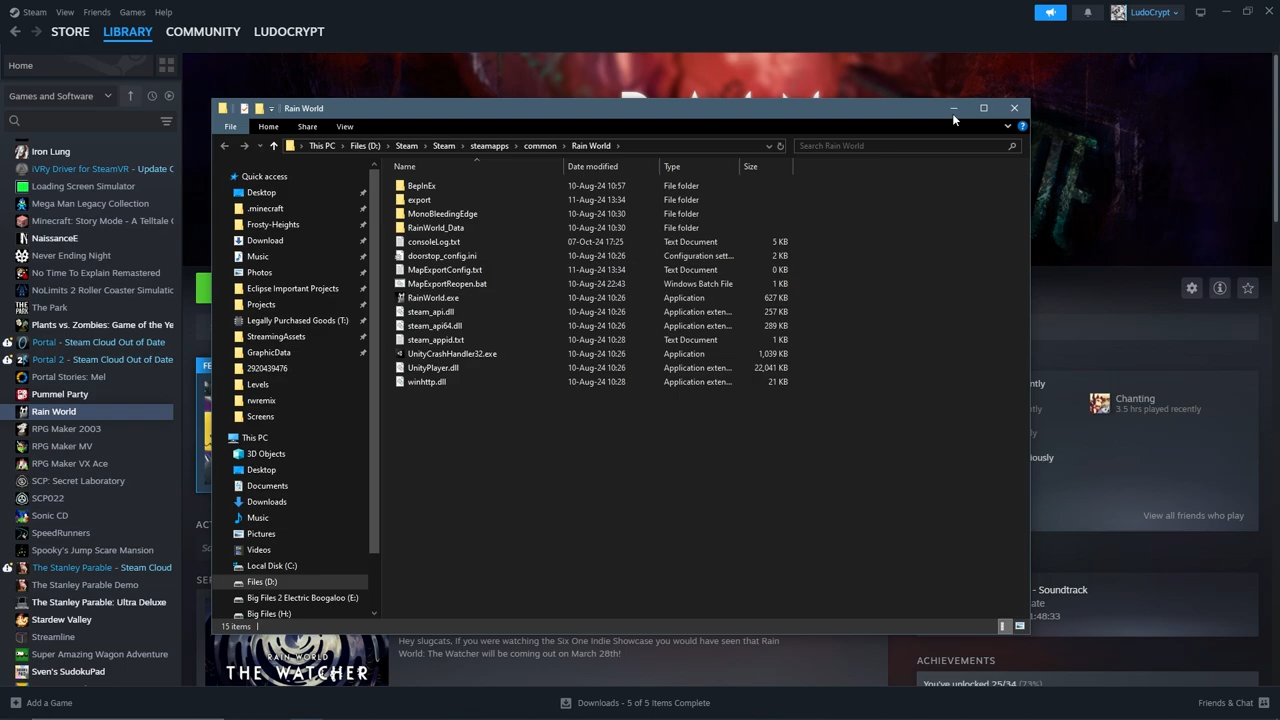 Steam View Friends Games Help LudoCrypt
STORE LIBRARY COMMUNITY LUDOCRYPT
Home
Games and Software
Iron Lung
iVRy Driver for SteamVR - Update
Loading Screen Simulator
Mega Man Legacy Collection
Minecraft: Story Mode - A Telltale
NaissanceE
Never Ending Night
No Time To Explain Remastered
NoLimits 2 Roller Coaster Simulatio
The Park
Plants vs. Zombies: Game of the Ye
Portal - Steam Cloud Out of Date
Portal 2 - Steam Cloud Out of Date
Portal Stories: Mel
Pummel Party
Rain World
RPG Maker 2003
RPG Maker MV
RPG Maker VX Ace
SCP: Secret Laboratory
SCP022
Sonic CD
SpeedRunners
Spooky's Jump Scare Mansion
The Stanley Parable - Steam Cloud
The Stanley Parable Demo
The Stanley Parable: Ultra Deluxe
Stardew Valley
Streamline
Super Amazing Wagon Adventure
Sven's SudokuPad
Add a Game
Rain World
File Home Share View
This PC Files (D:) Steam Steam steamapps common Rain World Search Rain World
Quick access
Desktop
.minecraft
Frosty-Heights
Download
Music
Photos
Eclipse Important Projects
Projects
Legally Purchased Goods (T:)
StreamingAssets
GraphicData
2920439476
Levels
rwremix
Screens
This PC
3D Objects
Desktop
Documents
Downloads
Music
Pictures
Videos
Local Disk (C:)
Files (D:)
Big Files 2 Electric Boogaloo (E:)
Big Files (H:)
Name Date modified Type Size
BepInEx 10-Aug-24 10:57 File folder
export 11-Aug-24 13:34 File folder
MonoBleedingEdge 10-Aug-24 10:30 File folder
RainWorld_Data 10-Aug-24 10:30 File folder
consoleLog.txt 07-Oct-24 17:25 Text Document 5 KB
doorstop_config.ini 10-Aug-24 10:26 Configuration sett... 2 KB
MapExportConfig.txt 11-Aug-24 13:34 Text Document 0 KB
MapExportReopen.bat 10-Aug-24 22:43 Windows Batch File 1 KB
RainWorld.exe 10-Aug-24 10:26 Application 627 KB
steam_api.dll 10-Aug-24 10:26 Application exten... 257 KB
steam_api64.dll 10-Aug-24 10:26 Application exten... 289 KB
steam_appid.txt 10-Aug-24 10:28 Text Document 1 KB
UnityCrashHandler32.exe 10-Aug-24 10:26 Application 1,039 KB
UnityPlayer.dll 10-Aug-24 10:26 Application exten... 22,041 KB
winhttp.dll 10-Aug-24 10:28 Application exten... 21 KB
15 items
Chanting
3.5 hrs played recently
View all friends who play
- Soundtrack
1:48:33
ACHIEVEMENTS
You've unlocked 25/34 (73%)
Hey slugcats, If you were watching the Six One Indie Showcase you would have seen that Rain
World: The Watcher will be coming out on March 28th!
RAIN WORLD
THE WATCHER
Downloads - 5 of 5 Items Complete
Friends & Chat